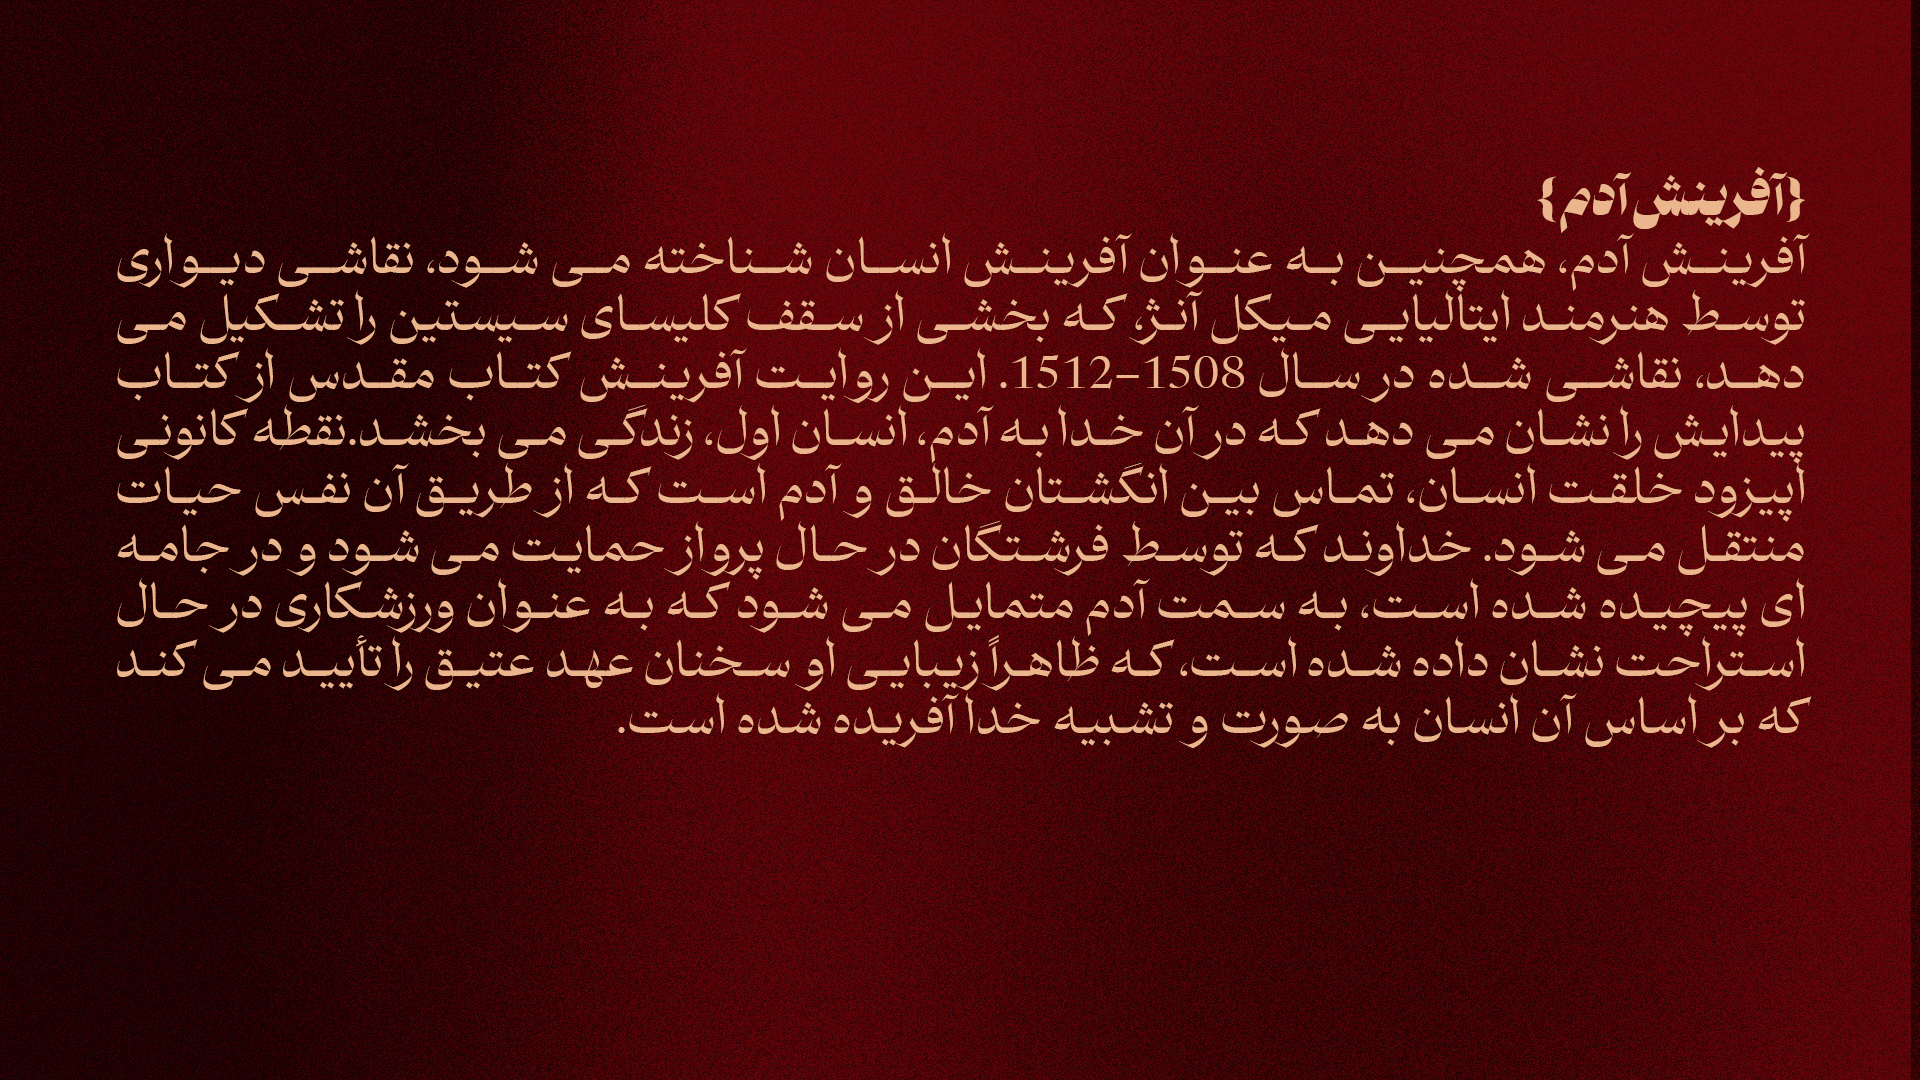 {آفرینش آدم}
آفرینش آدم، همچنین به عنوان آفرینش انسان شناخته می شود، نقاشی دیواری
توسط هنرمند ایتالیایی میکل آنژ، که بخشی از سقف کلیسای سیستین را تشکیل می
دهد، نقاشی شده در سال 1508–1512. این روایت آفرینش کتاب مقدس از کتاب
پیدایش را نشان می دهد که در آن خدا به آدم، انسان اول، زندگی می بخشد.نقطه کانونی
اپیزود خلقت انسان، تماس بین انگشتان خالق و آدم است که از طریق آن نفس حیات
منتقل می شود. خداوند که توسط فرشتگان در حال پرواز حمایت می شود و در جامه
ای پیچیده شده است، به سمت آدم متمایل می شود که به عنوان ورزشکاری در حال
استراحت نشان داده شده است، که ظاهراً زیبایی او سخنان عهد عتیق را تأیید می کند
که بر اساس آن انسان به صورت و تشبیه خدا آفریده شده است.